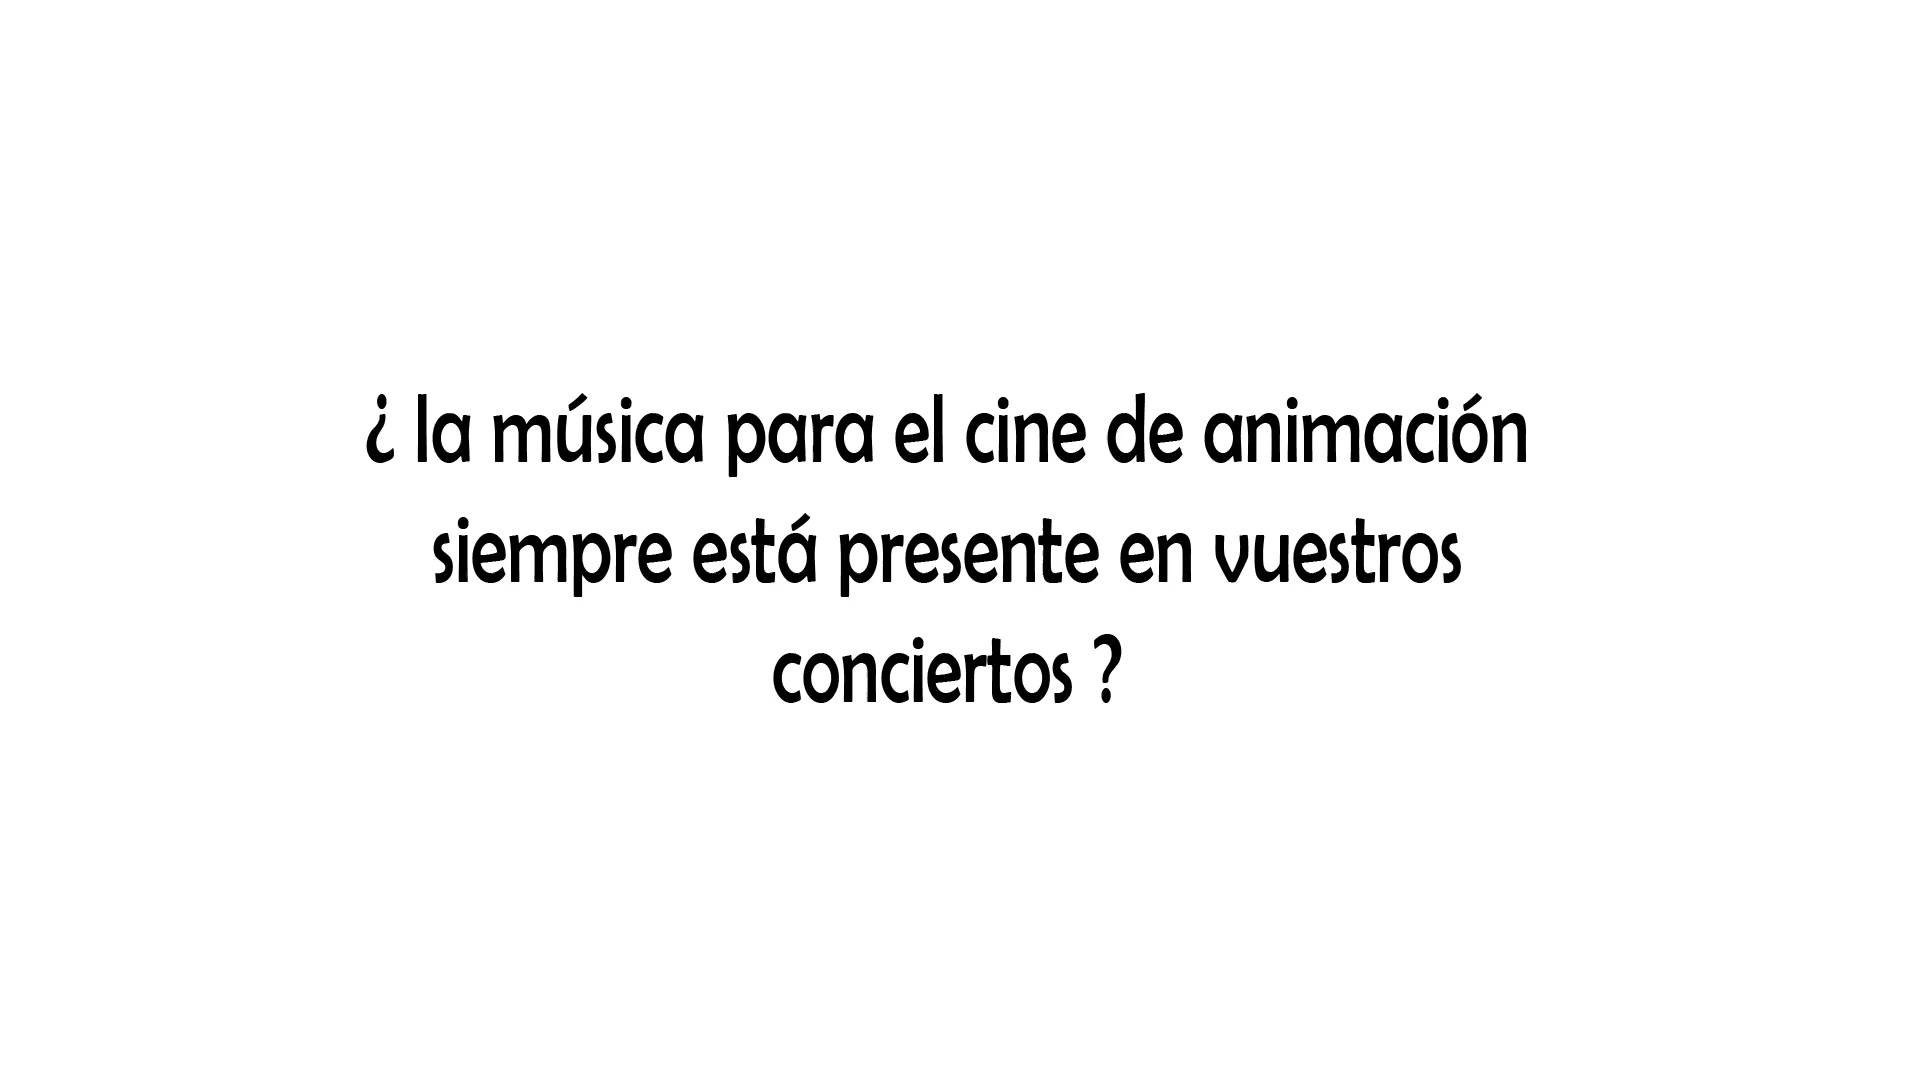 ¿ la música para el cine de animación
siempre está presente en vuestros
conciertos ?